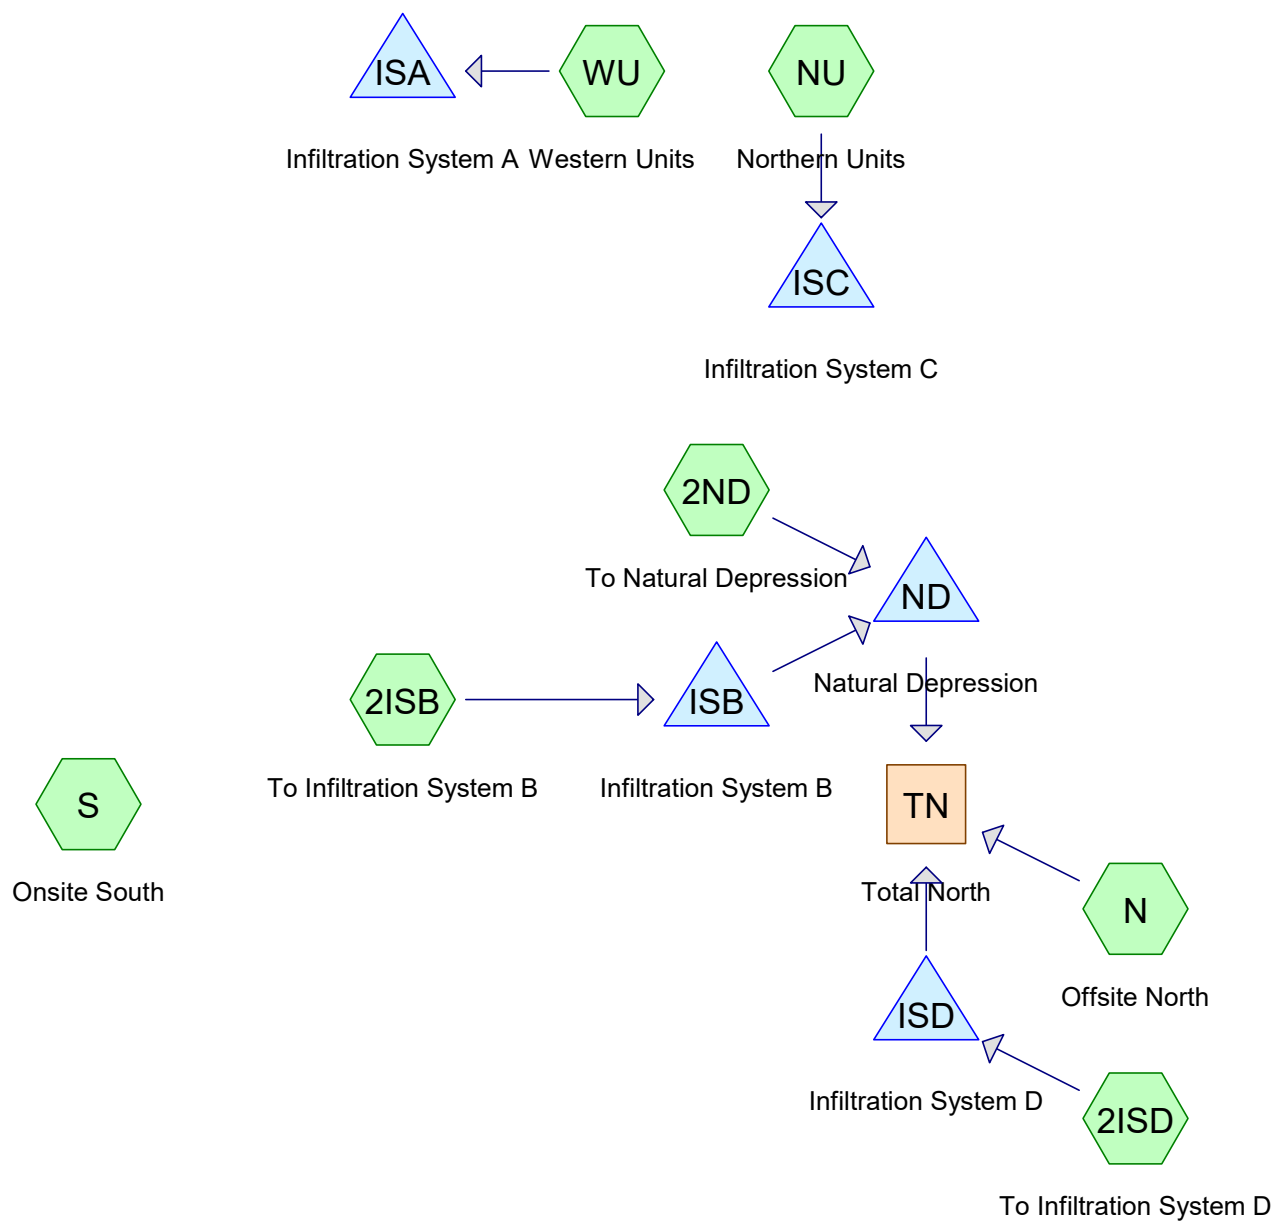 ISA
WU
NU
Infiltration System A
Western Units
Northern Units
ISC
Infiltration System C
2ND
To Natural Depression
ND
Natural Depression
2ISB
ISB
To Infiltration System B
Infiltration System B
S
TN
Onsite South
Total North
N
Offsite North
ISD
Infiltration System D
2ISD
To Infiltration System D